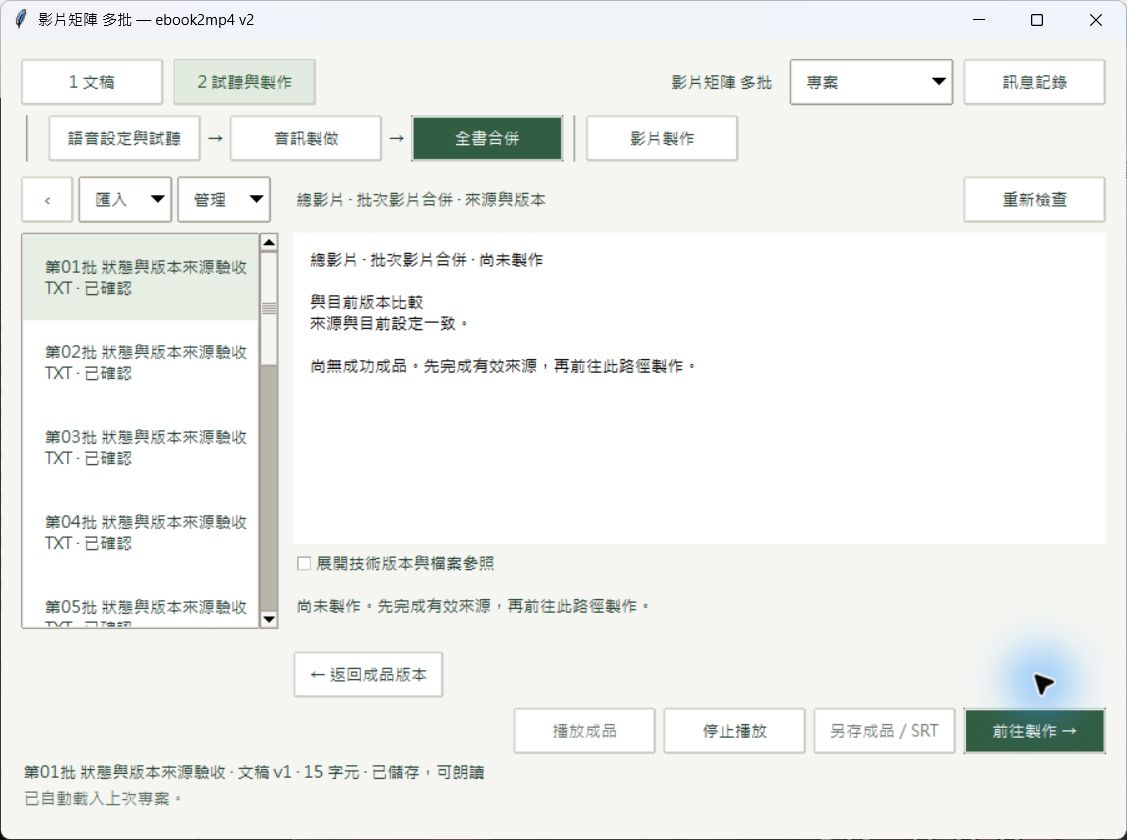 影片矩陣 多批 — ebook2mp4 v2
1 文稿
2 試聽與製作
影片矩陣 多批
專案
訊息記錄
語音設定與試聽
→
音訊製做
→
全書合併
影片製作
‹
匯入
管理
總影片 · 批次影片合併 · 來源與版本
重新檢查
第01批 狀態與版本來源驗收
TXT · 已確認
第02批 狀態與版本來源驗收
TXT · 已確認
第03批 狀態與版本來源驗收
TXT · 已確認
第04批 狀態與版本來源驗收
TXT · 已確認
第05批 狀態與版本來源驗收
TXT · 已確認
總影片 · 批次影片合併 · 尚未製作
與目前版本比較
來源與目前設定一致。
尚無成功成品。先完成有效來源，再前往此路徑製作。
展開技術版本與檔案參照
尚未製作。先完成有效來源，再前往此路徑製作。
← 返回成品版本
播放成品
停止播放
另存成品 / SRT
前往製作 →
第01批 狀態與版本來源驗收 · 文稿 v1 · 15 字元 · 已儲存，可朗讀
已自動載入上次專案。